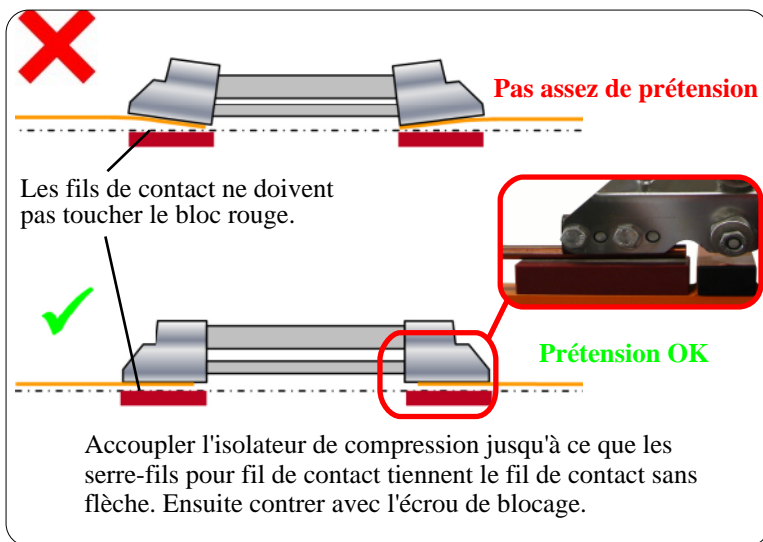 Pas assez de prétension
Les fils de contact ne doivent
pas toucher le bloc rouge.
Prétension OK
Accoupler l'isolateur de compression jusqu'à ce que les
serre-fils pour fil de contact tiennent le fil de contact sans
flèche. Ensuite contrer avec l'écrou de blocage.